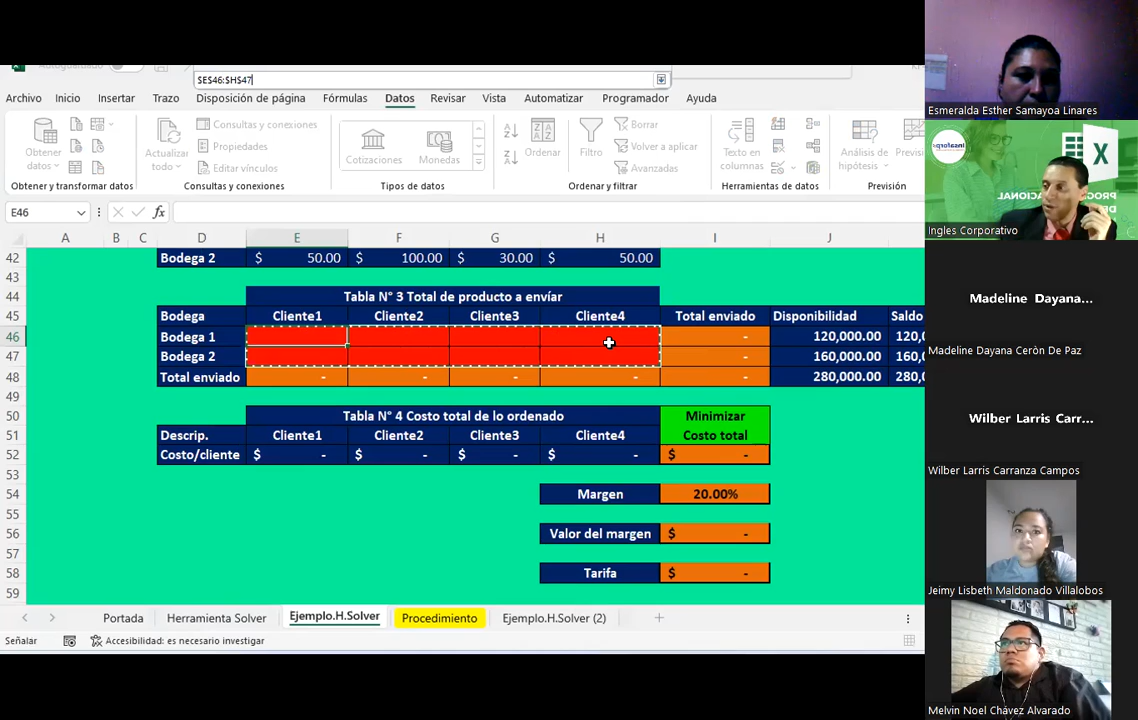 Autoguardado
$E$46:$H$47
Archivo Inicio Insertar Trazo Disposición de página Fórmulas Datos Revisar Vista Automatizar Programador Ayuda
Obtener datos
Actualizar todo
Consultas y conexiones
Propiedades
Editar vínculos
Cotizaciones Monedas
Ordenar
Filtro
Borrar
Volver a aplicar
Avanzadas
Texto en columnas
Análisis de hipótesis
Previsi
Obtener y transformar datos Consultas y conexiones Tipos de datos Ordenar y filtrar Herramientas de datos Previsión
E46 fx
A B C D E F G H I J
42 Bodega 2 $ 50.00 $ 100.00 $ 30.00 $ 50.00
43
44 Tabla N° 3 Total de producto a envíar
45 Bodega Cliente1 Cliente2 Cliente3 Cliente4 Total enviado Disponibilidad Saldo
46 Bodega 1 - 120,000.00 120,
47 Bodega 2 - 160,000.00 160,
48 Total enviado - - - - - 280,000.00 280,
49
50 Tabla N° 4 Costo total de lo ordenado Minimizar
51 Descrip. Cliente1 Cliente2 Cliente3 Cliente4 Costo total
52 Costo/cliente $ - $ - $ - $ - $ -
53
54 Margen 20.00%
55
56 Valor del margen $ -
57
58 Tarifa $ -
59
Portada Herramienta Solver Ejemplo.H.Solver Procedimiento Ejemplo.H.Solver (2)
Señalar Accesibilidad: es necesario investigar
Esmeralda Esther Samayoa Linares
insaforp
X
Ingles Corporativo
Madeline Dayana...
Madeline Dayana Ceròn De Paz
Wilber Larris Carr...
Wilber Larris Carranza Campos
Jeimy Lisbeth Maldonado Villalobos
Melvin Noel Chávez Alvarado